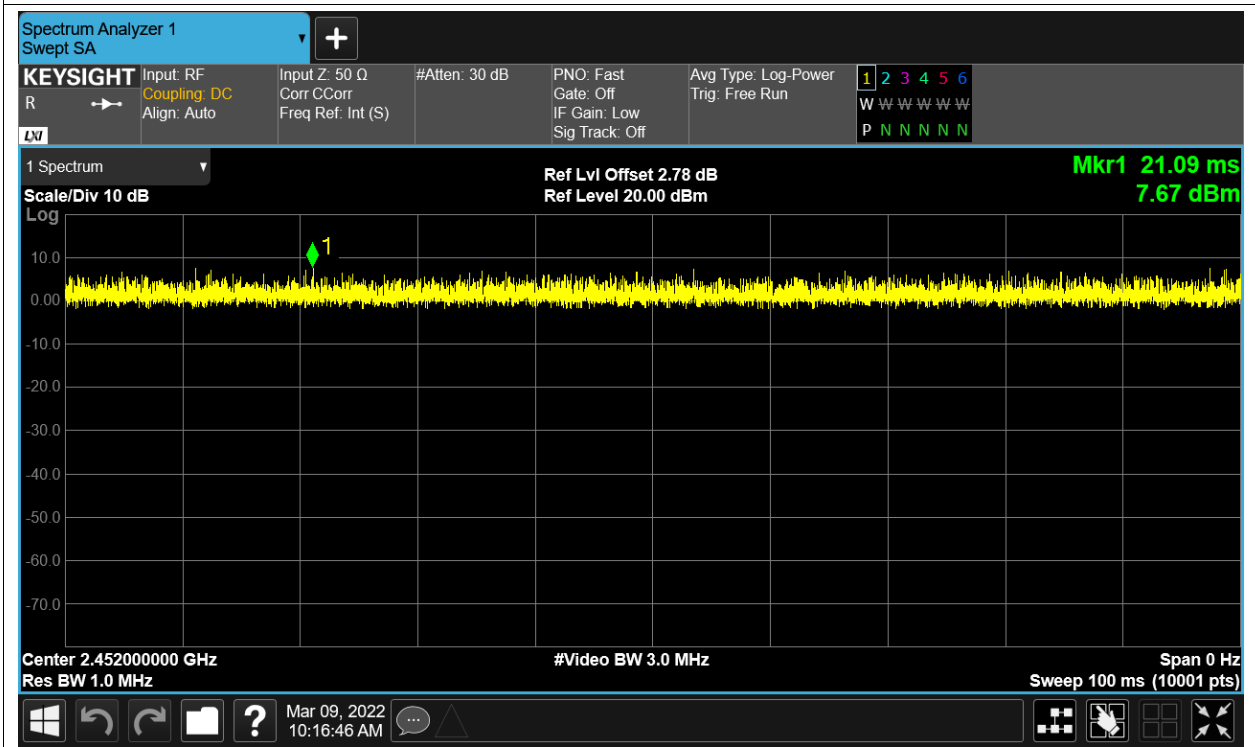 Spectrum Analyzer 1
Swept SA
KEYSIGHT
R
LXI
Input: RF
Coupling: DC
Align: Auto
Input Z: 50 Ω
Corr CCorr
Freq Ref: Int (S)
#Atten: 30 dB
PNO: Fast
Gate: Off
IF Gain: Low
Sig Track: Off
Avg Type: Log-Power
Trig: Free Run
1 2 3 4 5 6
W W W W W W
P N N N N N
1 Spectrum
Scale/Div 10 dB
Log
Ref Lvl Offset 2.78 dB
Ref Level 20.00 dBm
Mkr1 21.09 ms
7.67 dBm
1
10.0
0.00
-10.0
-20.0
-30.0
-40.0
-50.0
-60.0
-70.0
Center 2.452000000 GHz
Res BW 1.0 MHz
#Video BW 3.0 MHz
Span 0 Hz
Sweep 100 ms (10001 pts)
?
Mar 09, 2022
10:16:46 AM